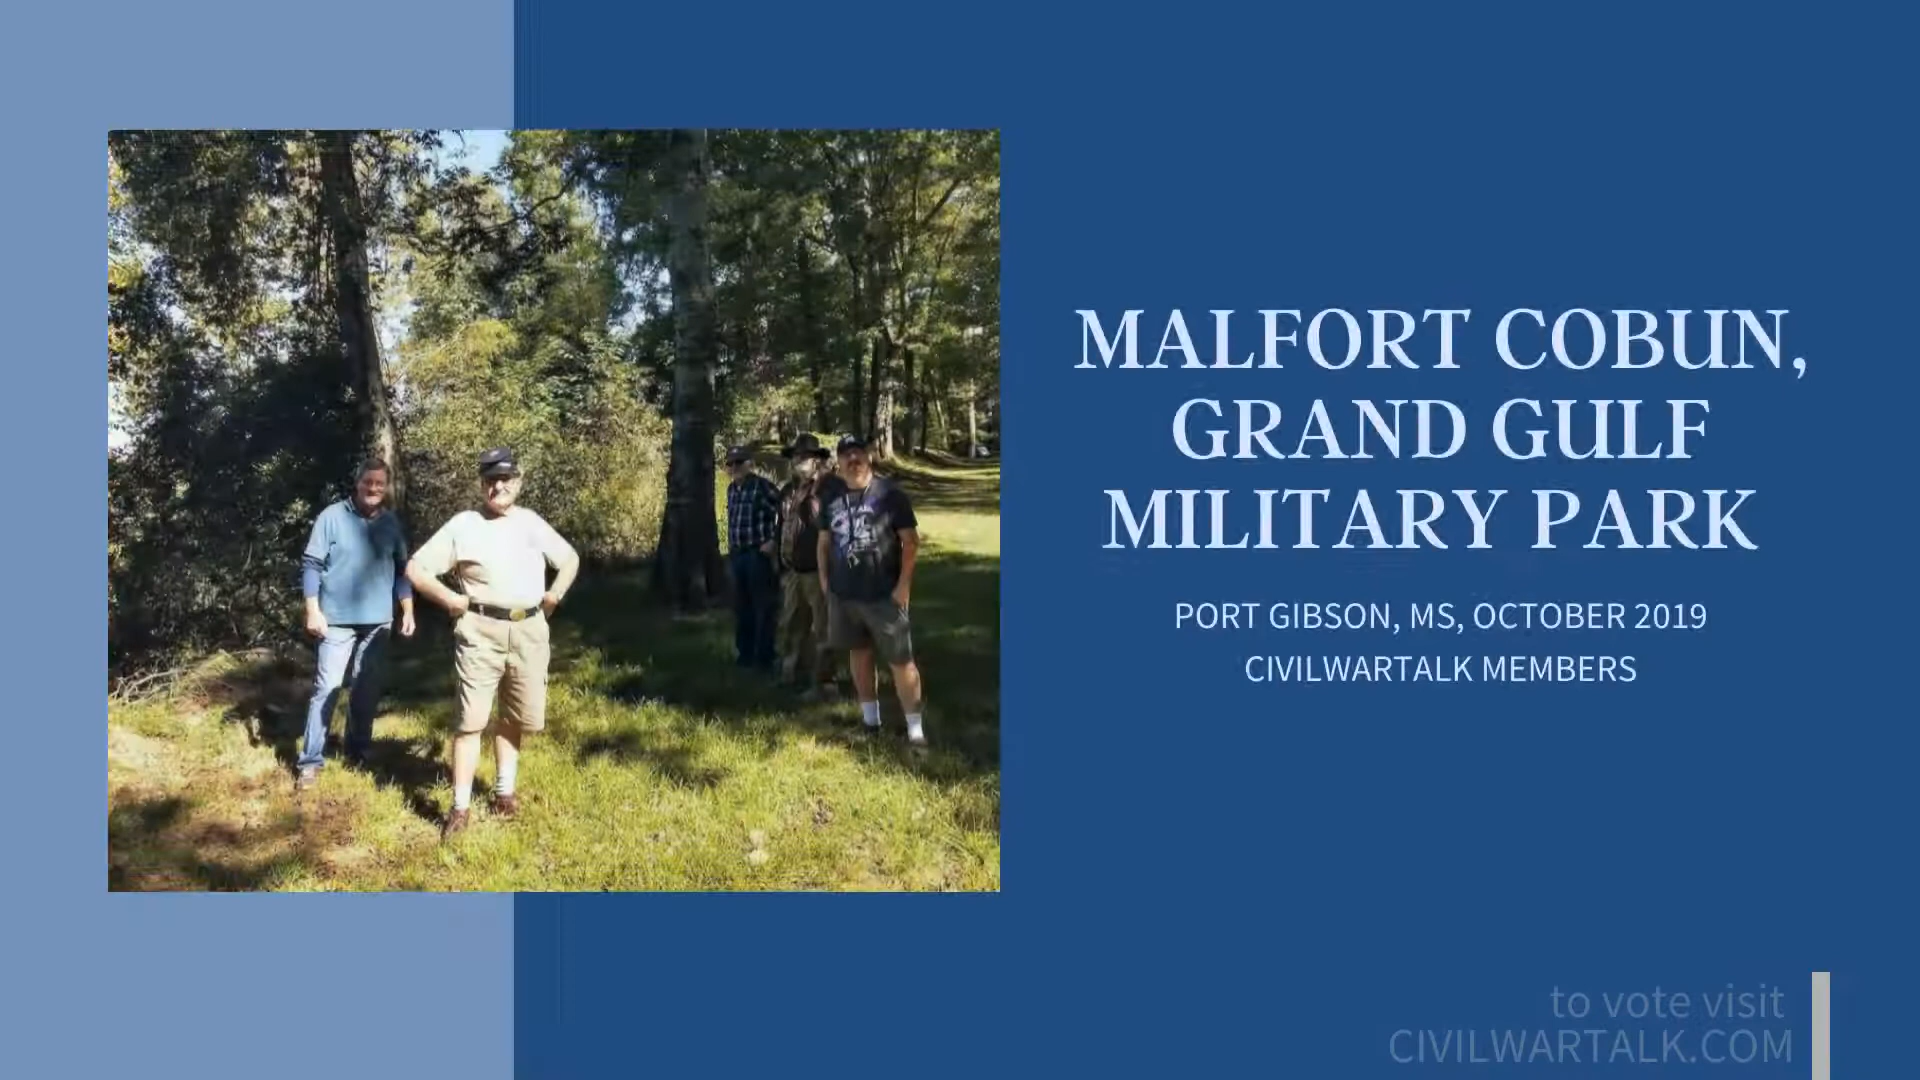 MALFORT COBUN,
GRAND GULF
MILITARY PARK
PORT GIBSON, MS, OCTOBER 2019
CIVILWARTALK MEMBERS
to vote visit
CIVILWARTALK.COM